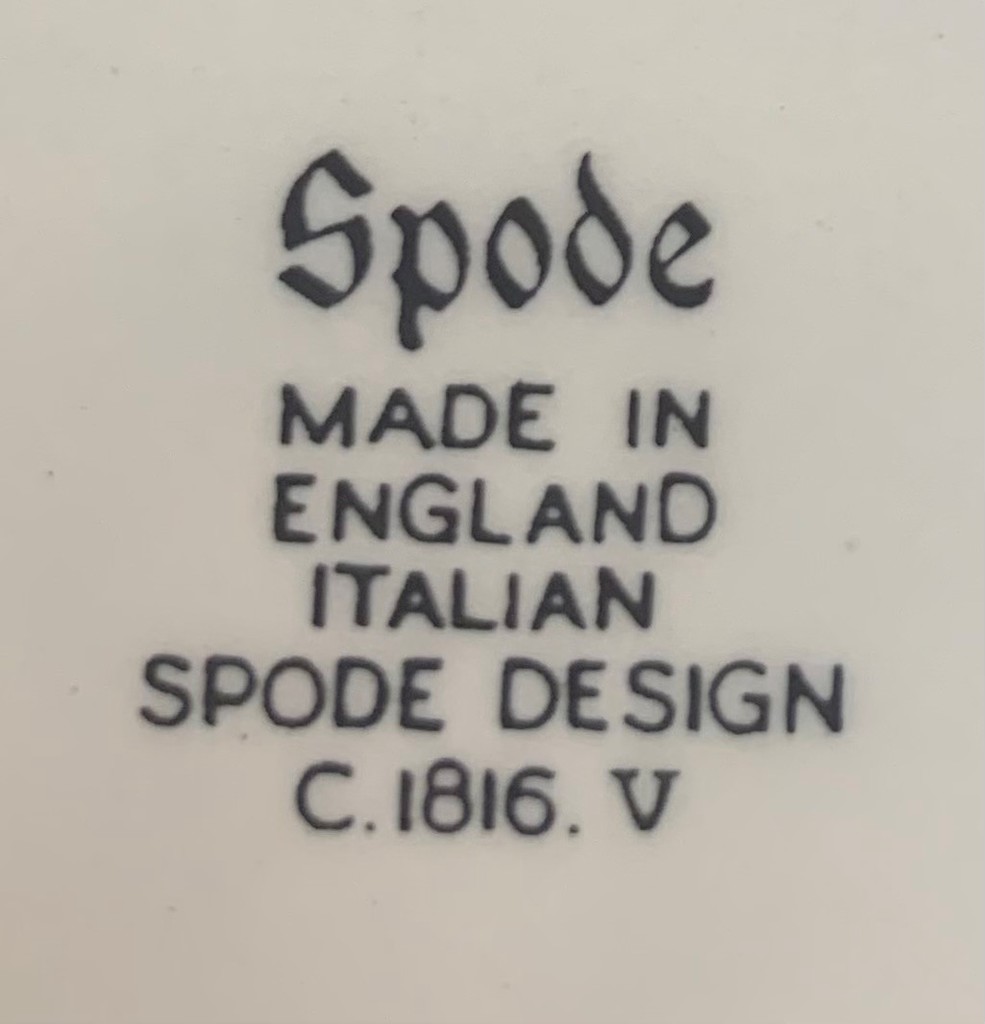 Spode
MADE IN
ENGLAND
ITALIAN
SPODE DESIGN
C.1816. V